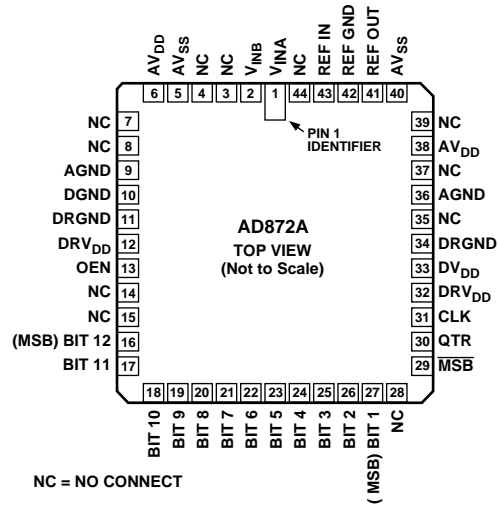 AVDD
AVSS
NC
NC
VINB
VINA
NC
REF IN
REF GND
REF OUT
AVSS
6 5 4 3 2 1 44 43 42 41 40
PIN 1
IDENTIFIER
NC 7
NC 8
AGND 9
DGND 10
DRGND 11
DRVDD 12
OEN 13
NC 14
NC 15
(MSB) BIT 12 16
BIT 11 17
AD872A
TOP VIEW
(Not to Scale)
39 NC
38 AVDD
37 NC
36 AGND
35 NC
34 DRGND
33 DVDD
32 DRVDD
31 CLK
30 QTR
29 MSB
18 19 20 21 22 23 24 25 26 27 28
BIT 10
BIT 9
BIT 8
BIT 7
BIT 6
BIT 5
BIT 4
BIT 3
BIT 2
( MSB) BIT 1
NC
NC = NO CONNECT